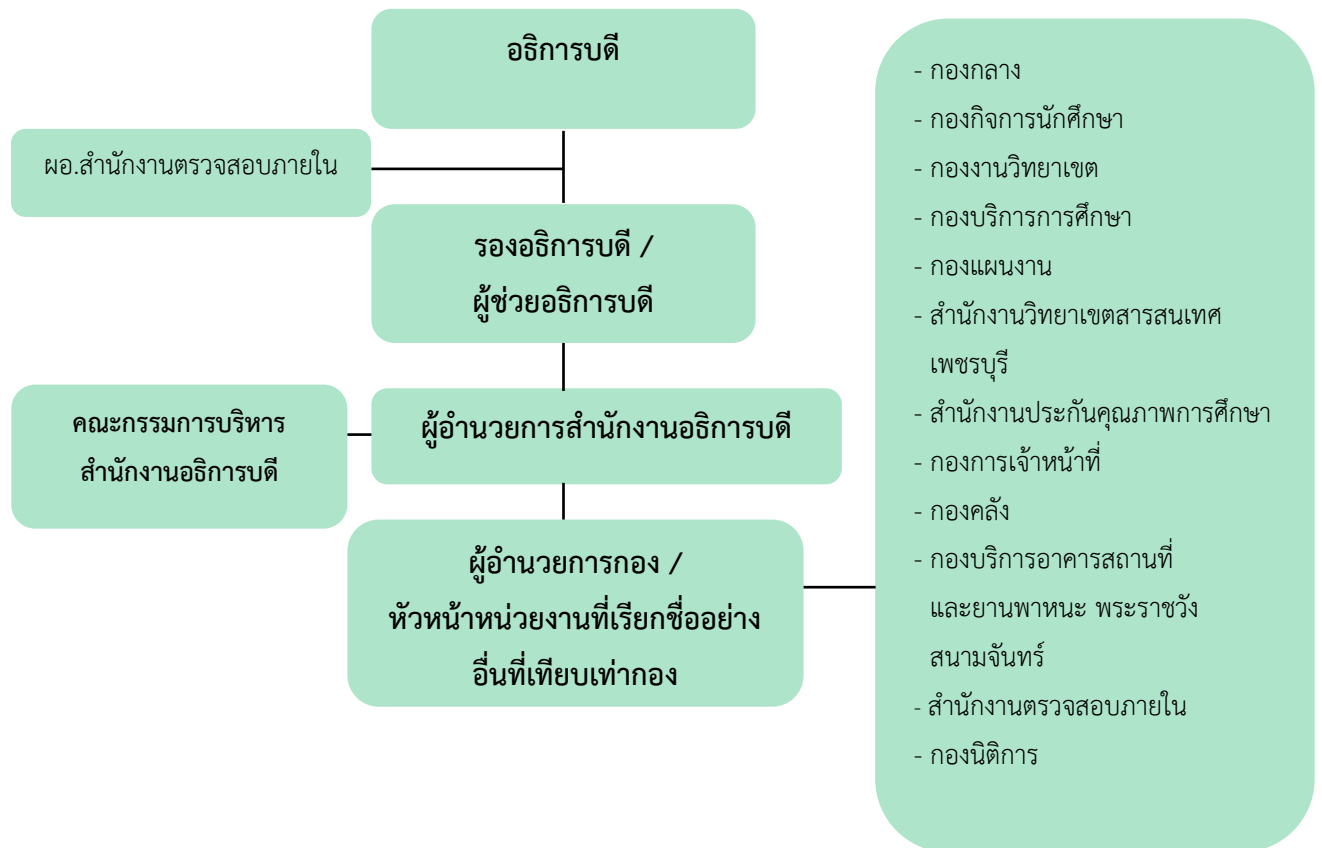 อธิการบดี
ผอ.สำนักงานตรวจสอบภายใน
รองอธิการบดี /
ผู้ช่วยอธิการบดี
คณะกรรมการบริหาร
สำนักงานอธิการบดี
ผู้อำนวยการสำนักงานอธิการบดี
ผู้อำนวยการกอง /
หัวหน้าหน่วยงานที่เรียกชื่ออย่าง
อื่นที่เทียบเท่ากอง
- กองกลาง
- กองกิจการนักศึกษา
- กองงานวิทยาเขต
- กองบริการการศึกษา
- กองแผนงาน
- สำนักงานวิทยาเขตสารสนเทศ
เพชรบุรี
- สำนักงานประกันคุณภาพการศึกษา
- กองการเจ้าหน้าที่
- กองคลัง
- กองบริการอาคารสถานที่
และยานพาหนะ พระราชวัง
สนามจันทร์
- สำนักงานตรวจสอบภายใน
- กองนิติการ